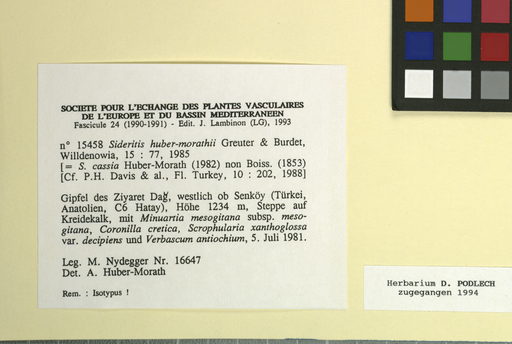 SOCIETE POUR L'ECHANGE DES PLANTES VASCULAIRES
DE L'EUROPE ET DU BASSIN MEDITERRANEEN
Fascicule 24 (1990-1991) - Edit. J. Lambinon (LG), 1993
n° 15458 Sideritis huber-morathii Greuter & Burdet,
Willdenowia, 15 : 77, 1985
[= S. cassia Huber-Morath (1982) non Boiss. (1853)
[Cf. P.H. Davis & al., Fl. Turkey, 10 : 202, 1988]
Gipfel des Ziyaret Dağ, westlich ob Senköy (Türkei,
Anatolien, C6 Hatay), Höhe 1234 m, Steppe auf
Kreidekalk, mit Minuartia mesogitana subsp. meso-
gitana, Coronilla cretica, Scrophularia xanthoglossa
var. decipiens und Verbascum antiochium, 5. Juli 1981.
Leg. M. Nydegger Nr. 16647
Det. A. Huber-Morath
Rem. : Isotypus !
Herbarium D. PODLECH
zugegangen 1994